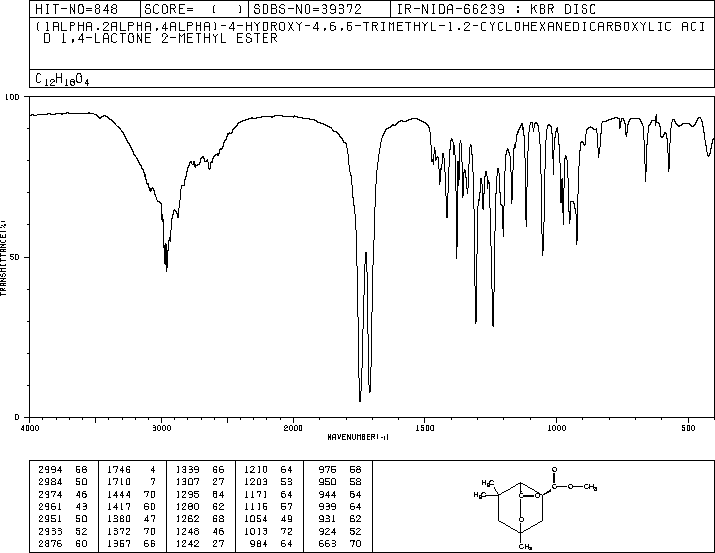 HIT-NO=848 SCORE= ( ) SDBS-NO=39372 IR-NIDA-66239 : KBR DISC
(1ALPHA,2ALPHA,4ALPHA)-4-HYDROXY-4,6,6-TRIMETHYL-1,2-CYCLOHEXANEDICARBOXYLIC ACI
D 1,4-LACTONE 2-METHYL ESTER
C12H18O4
100
50
0
TRANSMITTANCE(%)
4000 3000 2000 1500 1000 500
WAVENUMBER(-1)
2994 66 1746 4 1339 66 1210 64 976 58
2984 50 1710 7 1307 27 1203 53 950 58
2974 46 1444 70 1295 64 1171 64 944 64
2961 43 1417 60 1280 62 1116 57 939 64
2951 50 1380 47 1262 68 1054 49 931 62
2933 52 1372 70 1248 46 1013 72 924 52
2876 60 1367 66 1242 27 984 64 663 70
O
H3C
C—O
C—O—CH3
H3C
O
CH3